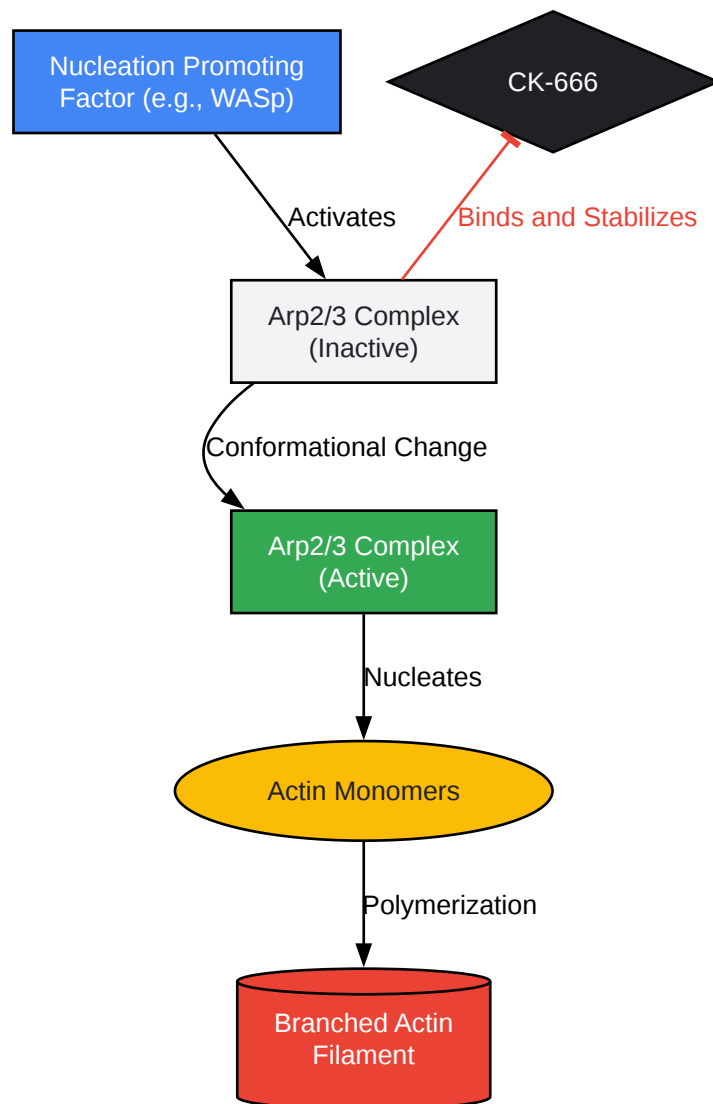 Nucleation Promoting
Factor (e.g., WASp)
CK-666
Activates
Binds and Stabilizes
Arp2/3 Complex
(Inactive)
Conformational Change
Arp2/3 Complex
(Active)
Nucleates
Actin Monomers
Polymerization
Branched Actin
Filament